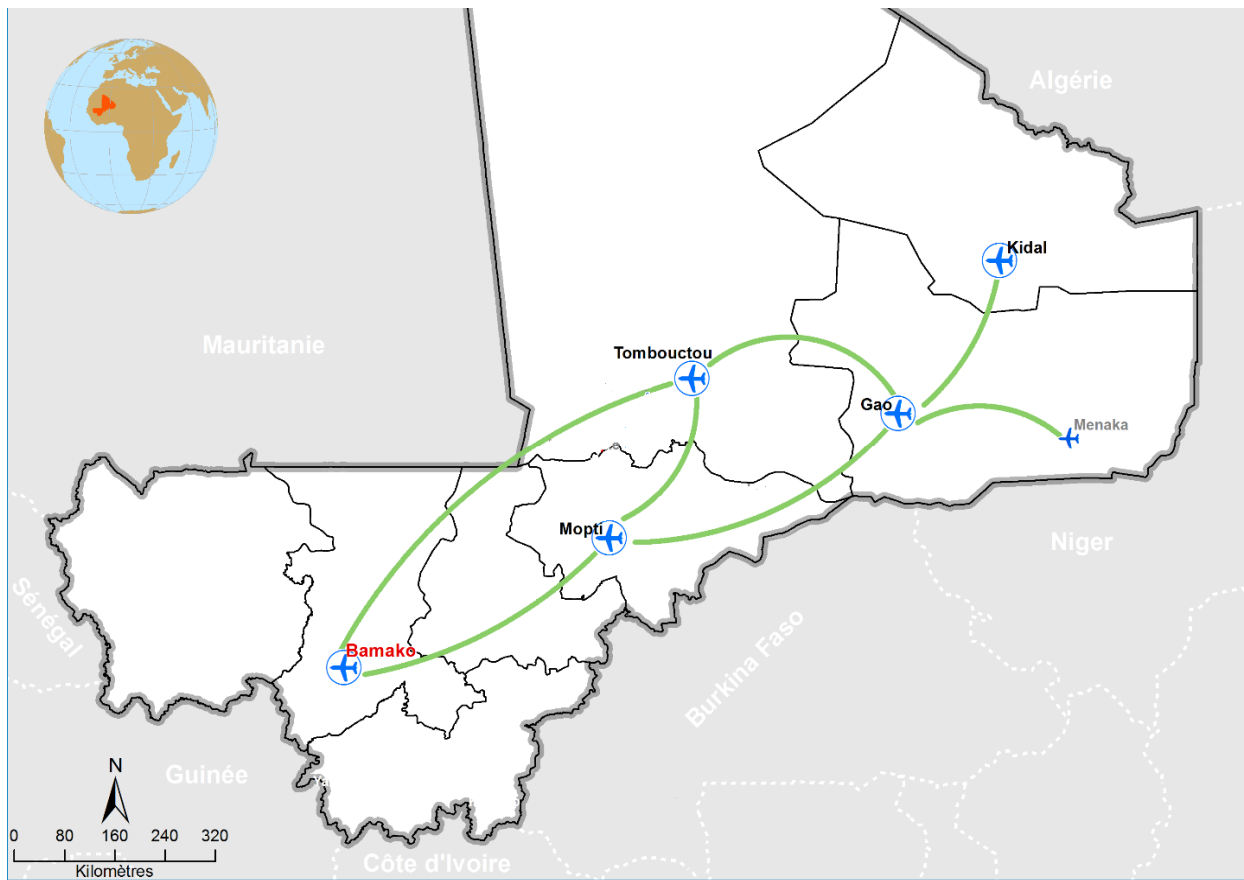 Algérie
Kidal
Mauritanie
Tombouctou
Gao
Menaka
Mopti
Niger
Sénégal
Burkina Faso
Bamako
Guinée
N
0 80 160 240 320
Kilomètres
Côte d'Ivoire